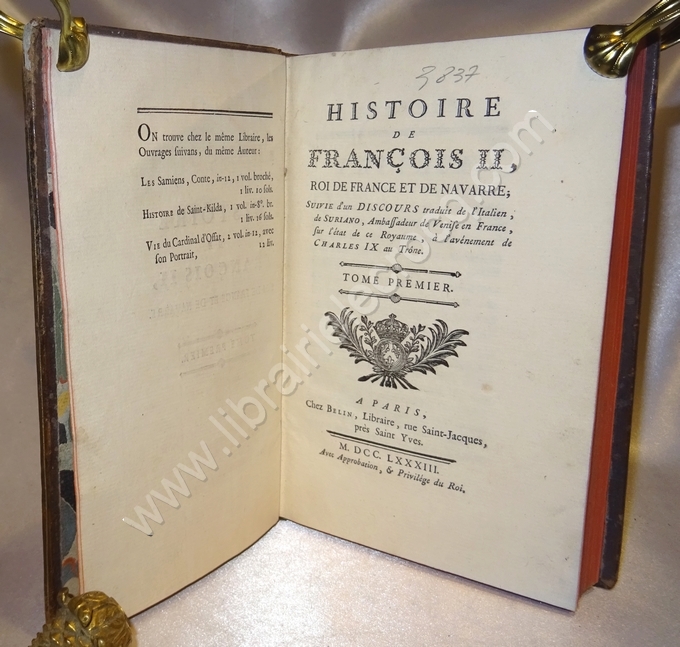 ON trouve chez le même Libraire, les
Ouvrages suivans, du même Auteur:
LES Samiens, Conte, in-12, 1 vol. broché,
1 liv. 10 sols.
HISTOIRE de Saint-Kilda, 1 vol. in-8°. br.
1 liv. 16 sols.
VIE du Cardinal d'Ossat, 2 vol. in-12, avec
son Portrait, 12 liv.
3837
HISTOIRE
DE
FRANÇOIS II,
ROI DE FRANCE ET DE NAVARRE;
SUIVIE d'un DISCOURS traduit de l'Italien,
de SURIANO, Ambassadeur de Venise en France,
sur l'état de ce Royaume, à l'avènement de
CHARLES IX au Trône.
TOME PREMIER.
A PARIS,
Chez BELIN, Libraire, rue Saint-Jacques,
près Saint Yves.
M. DCC. LXXXIII.
Avec Approbation, & Privilége du Roi.